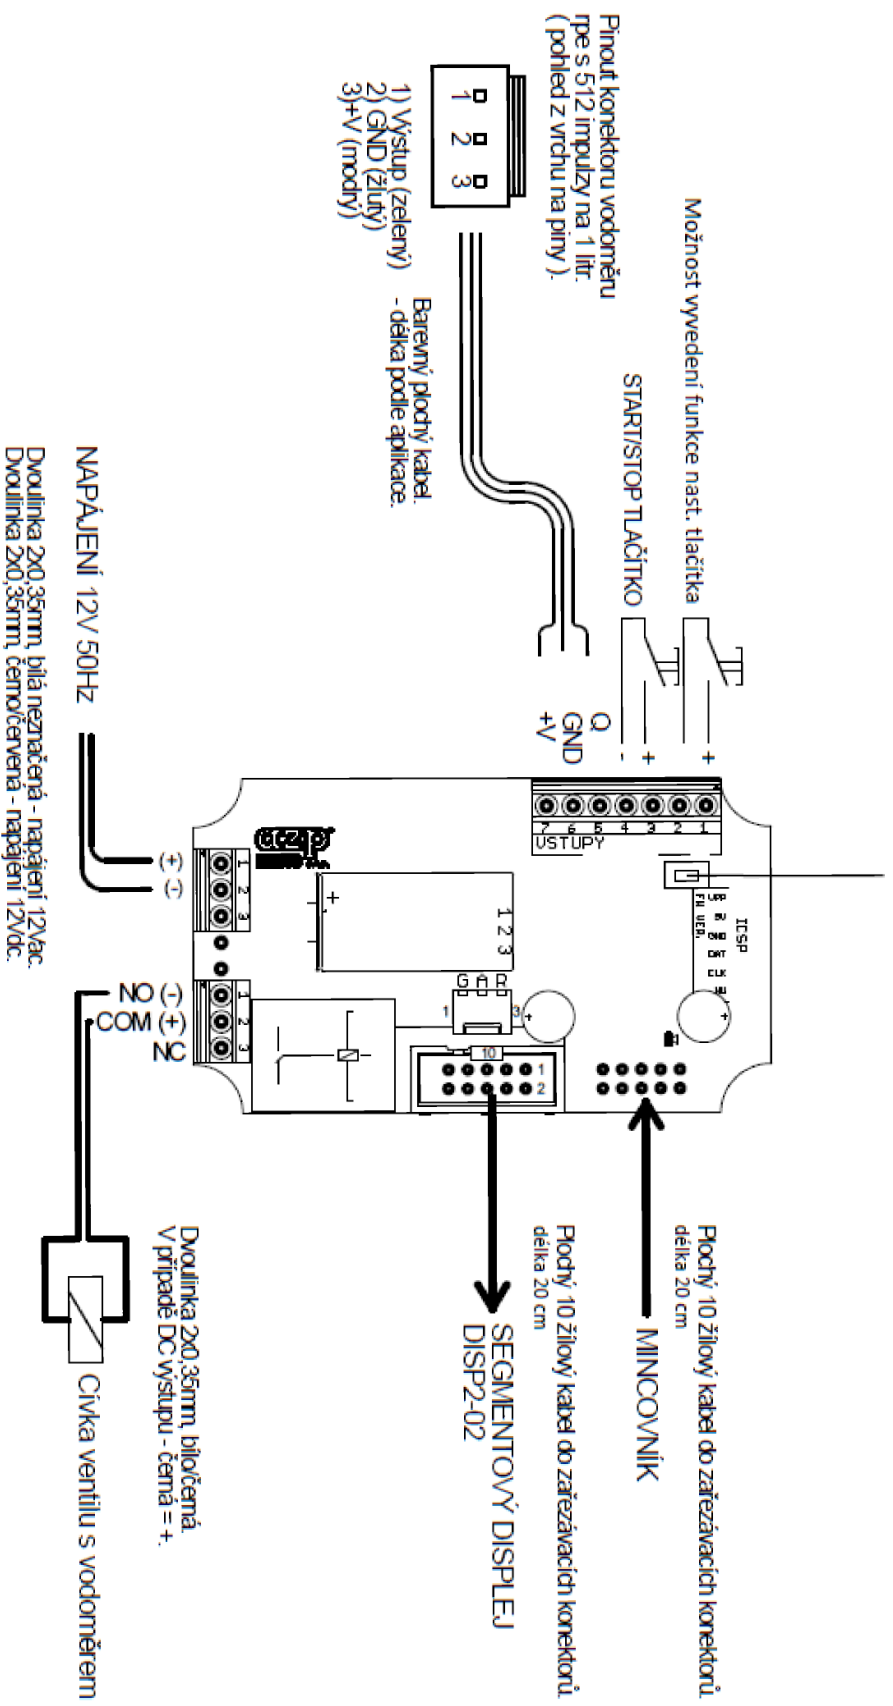 Možnost vyvedení funkce nast. tlačítka
START/STOP TLAČÍTKO
Pinout konektoru vodoměru
rpe s 512 impulzy na 1 litr.
( pohled z vrchu na piny ).
1 2 3
1) Výstup (zelený)
2) GND (žlutý)
3)+V (modrý)
Barevný plochý kabel.
- délka podle aplikace.
+
+
-
Q
GND
+V
7 6 5 4 3 2 1
VSTUPY
ICSP
VPP
5V
GND
DAT
CLK
FW VER.
1 2 3
+
G A R
1 3
+
+
10
1
2
1 2 3
1 2 3
NAPÁJENÍ 12V 50Hz
(+)
(-)
Dvoulinka 2x0,35mm, bílá neznačená - napájení 12Vac.
Dvoulinka 2x0,35mm, černo/červená - napájení 12Vdc.
NO (-)
COM (+)
NC
Plochý 10 žilový kabel do zařezávacích konektorů.
délka 20 cm
MINCOVNÍK
Plochý 10 žilový kabel do zařezávacích konektorů.
délka 20 cm
SEGMENTOVÝ DISPLEJ
DISP2-02
Dvoulinka 2x0,35mm, bílo/černá.
V případě DC výstupu - černá = +.
Cívka ventilu s vodoměrem